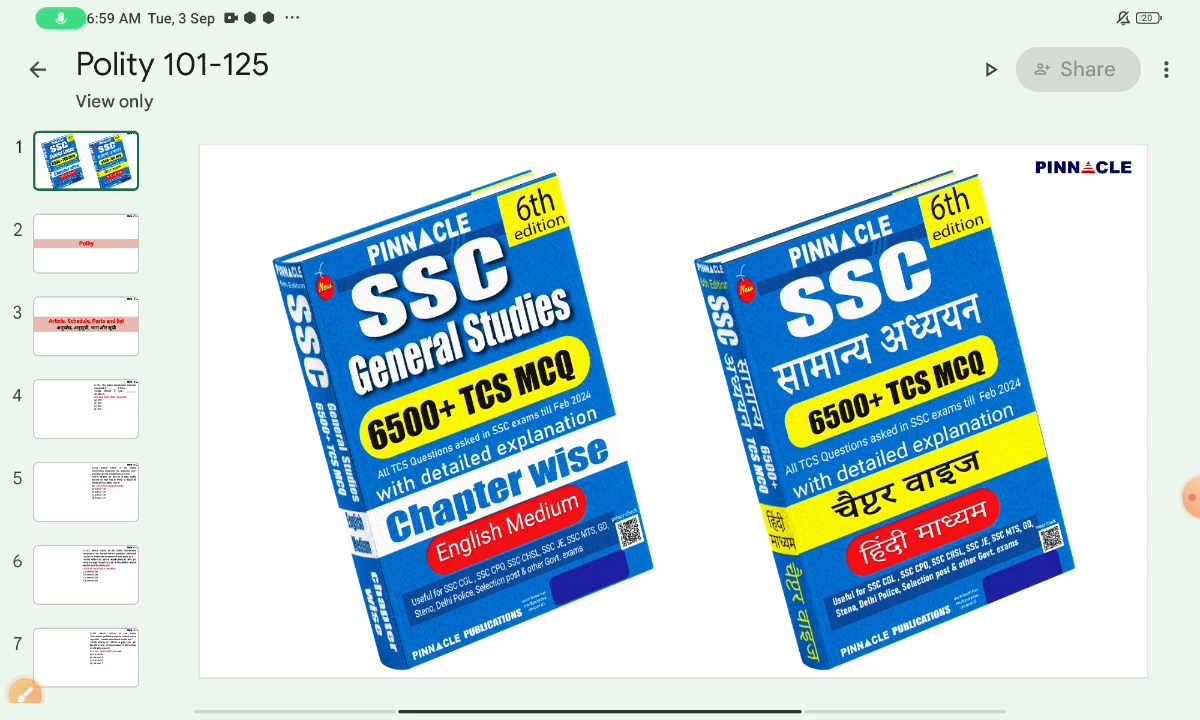 6:59 AM Tue, 3 Sep
20
Polity 101-125
View only
Share
1
2
Polity
3
Article, Schedule, Parts and list
अनुच्छेद, अनुसूची, भाग और सूची
4
5
6
7
PINNACLE
6th
edition
PINNACLE
SSC
General Studies
6500+ TCS MCQ
All TCS Questions asked in SSC exams till Feb 2024
with detailed explanation
Chapter wise
English Medium
Useful for SSC CGL , SSC CPO, SSC CHSL, SSC JE, SSC MTS, GD,
Steno, Delhi Police, Selection post & other Govt. exams
PINNACLE PUBLICATIONS
PINNACLE
6th Edition
New
SSC
General Studies
6500+ TCS MCQ
English
Medium
Chapter
wise
6th
edition
PINNACLE
SSC
सामान्य अध्ययन
6500+ TCS MCQ
All TCS Questions asked in SSC exams till Feb 2024
with detailed explanation
चैप्टर वाइज
हिंदी माध्यम
Useful for SSC CGL , SSC CPO, SSC CHSL, SSC JE, SSC MTS, GD,
Steno, Delhi Police, Selection post & other Govt. exams
PINNACLE PUBLICATIONS
PINNACLE
6th Edition
New
SSC
सामान्य
अध्ययन
6500+
TCS MCQ
हिंदी
माध्यम
चैप्टर वाइज